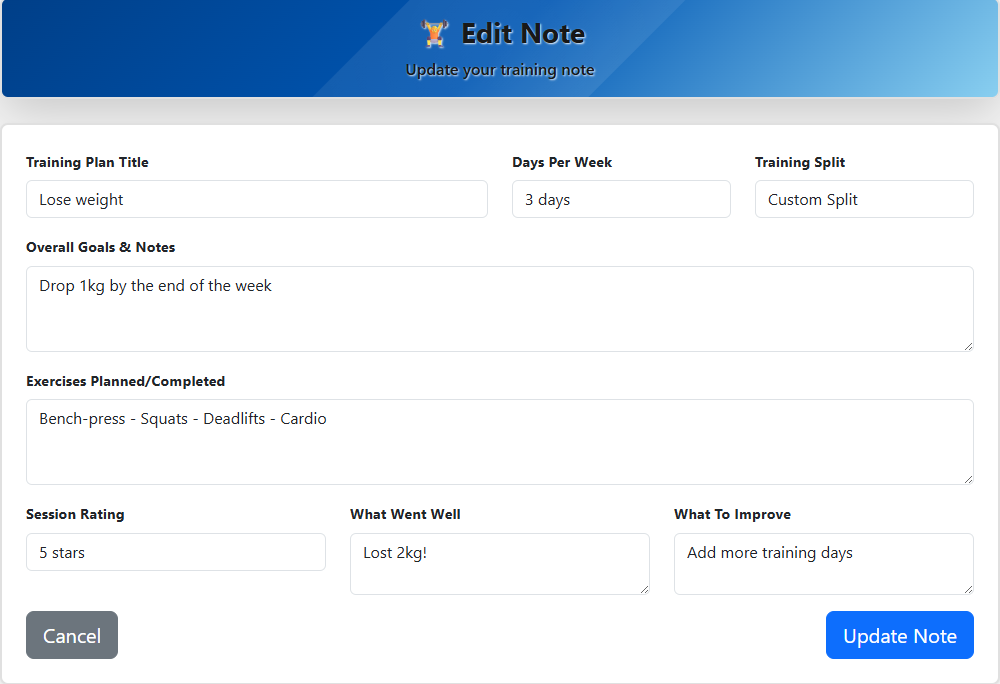 Edit Note
Update your training note
Training Plan Title
Days Per Week
Training Split
Lose weight
3 days
Custom Split
Overall Goals & Notes
Drop 1kg by the end of the week
Exercises Planned/Completed
Bench-press - Squats - Deadlifts - Cardio
Session Rating
What Went Well
What To Improve
5 stars
Lost 2kg!
Add more training days
Cancel
Update Note